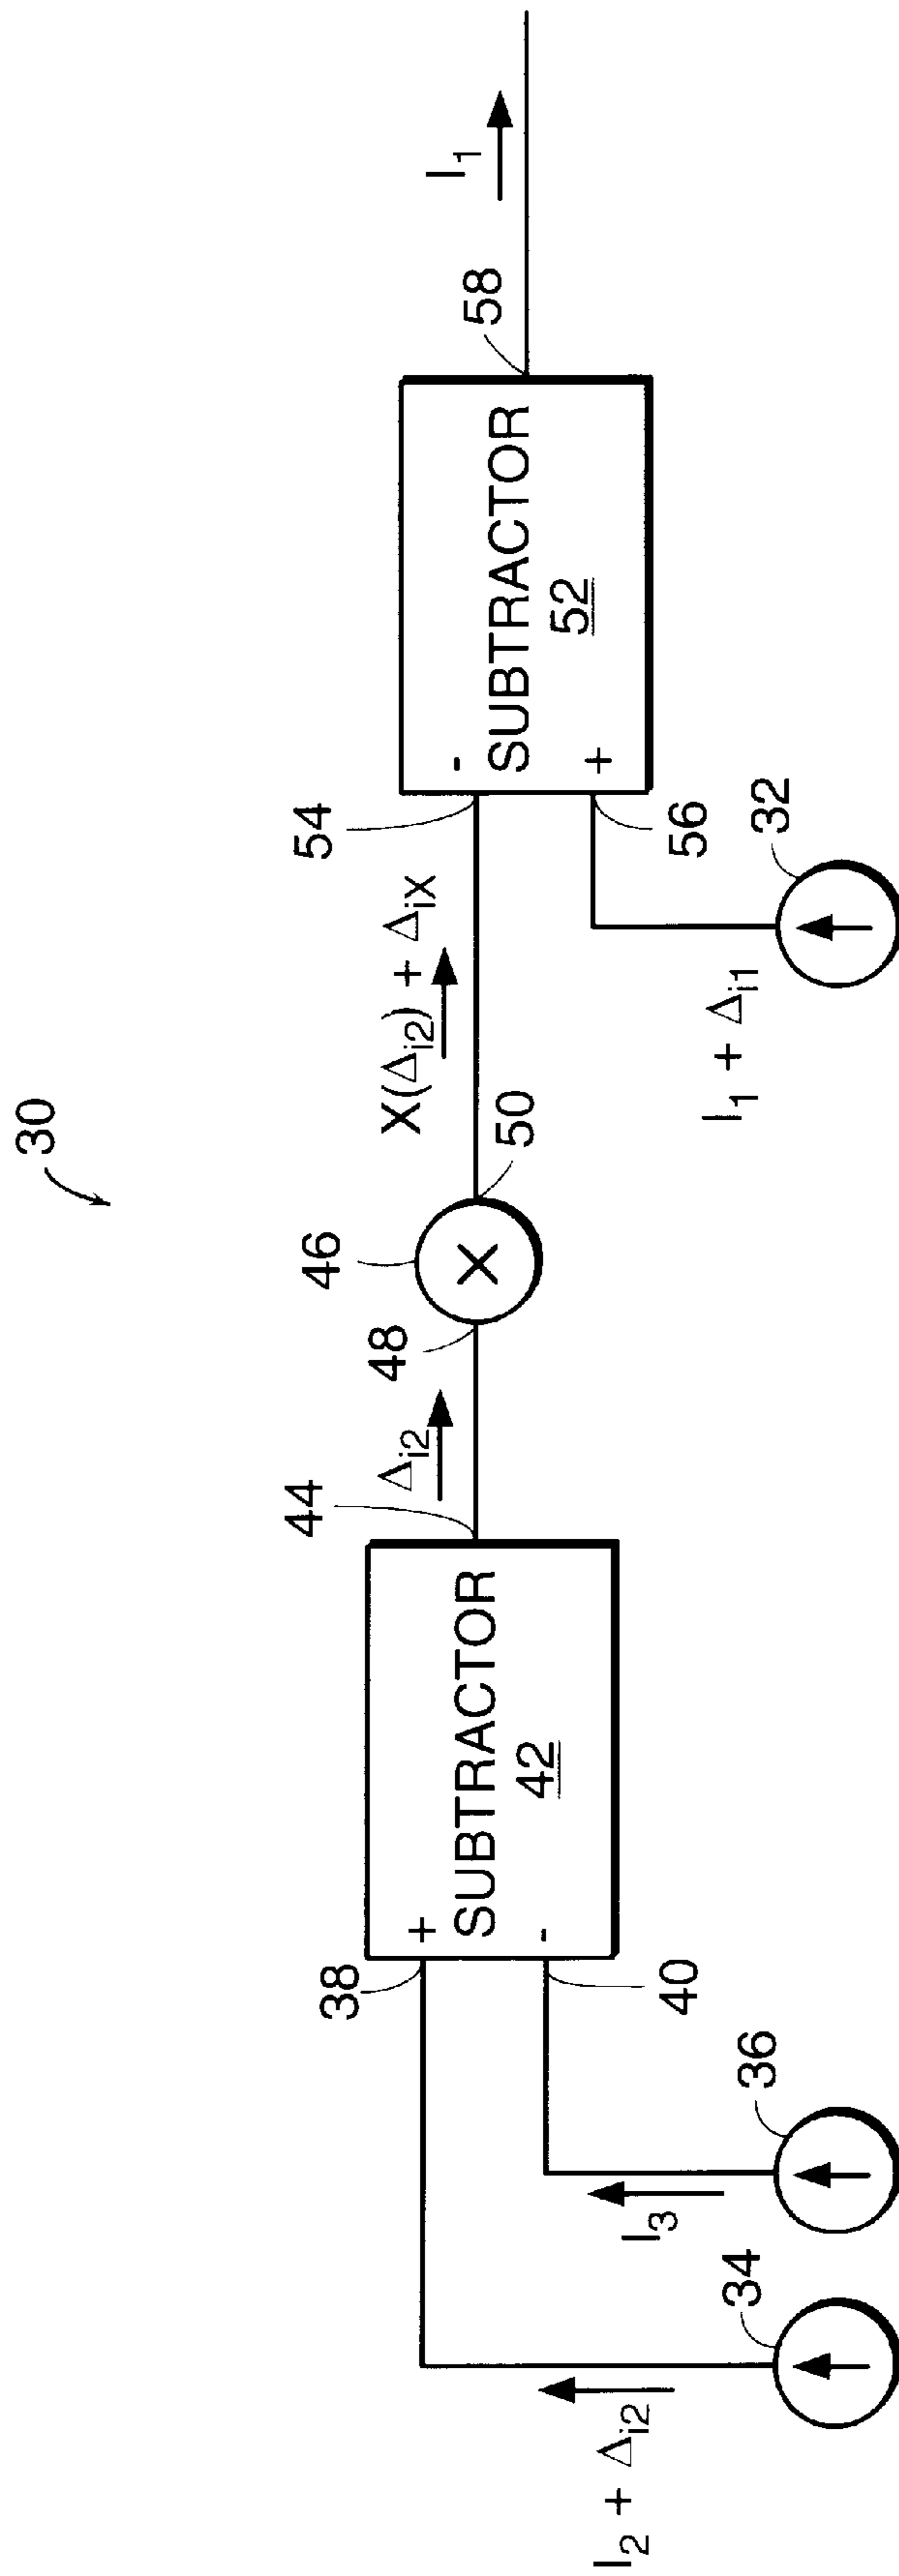 30
I₁
58
SUBTRACTOR
52
-
+
54
56
32
I₁ + Δi1
X(Δi2) + ΔiX
50
46
X
48
Δi2
44
SUBTRACTOR
42
+
-
38
40
36
I₃
34
I₂ + Δi2